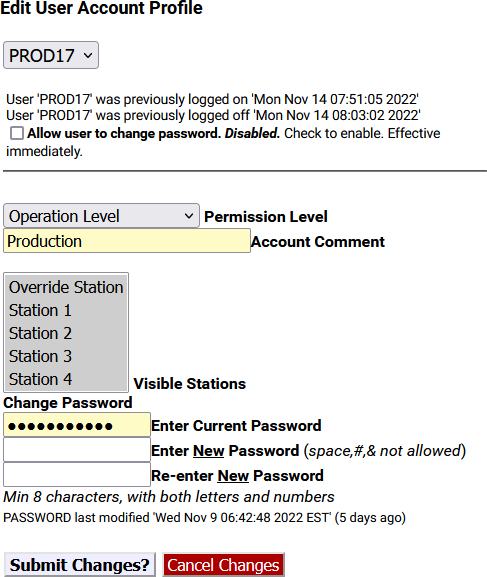 Edit User Account Profile
PROD17
User 'PROD17' was previously logged on 'Mon Nov 14 07:51:05 2022'
User 'PROD17' was previously logged off 'Mon Nov 14 08:03:02 2022'
Allow user to change password. Disabled. Check to enable. Effective
immediately.
Operation Level Permission Level
Production Account Comment
Override Station
Station 1
Station 2
Station 3
Station 4 Visible Stations
Change Password
●●●●●●●●●●● Enter Current Password
Enter New Password (space,#,& not allowed)
Re-enter New Password
Min 8 characters, with both letters and numbers
PASSWORD last modified 'Wed Nov 9 06:42:48 2022 EST' (5 days ago)
Submit Changes? Cancel Changes